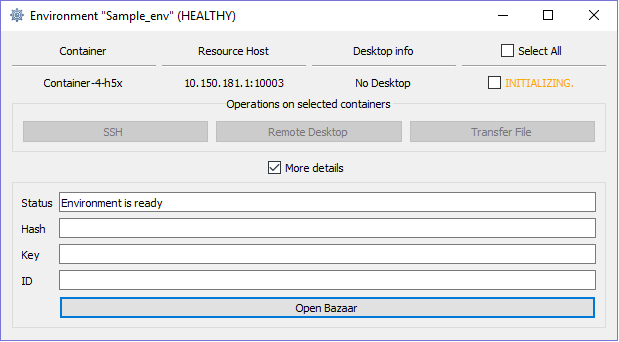 Environment "Sample_env" (HEALTHY)
Container Resource Host Desktop info Select All
Container-4-h5x 10.150.181.1:10003 No Desktop INITIALIZING.
Operations on selected containers
SSH Remote Desktop Transfer File
More details
Status Environment is ready
Hash
Key
ID
Open Bazaar